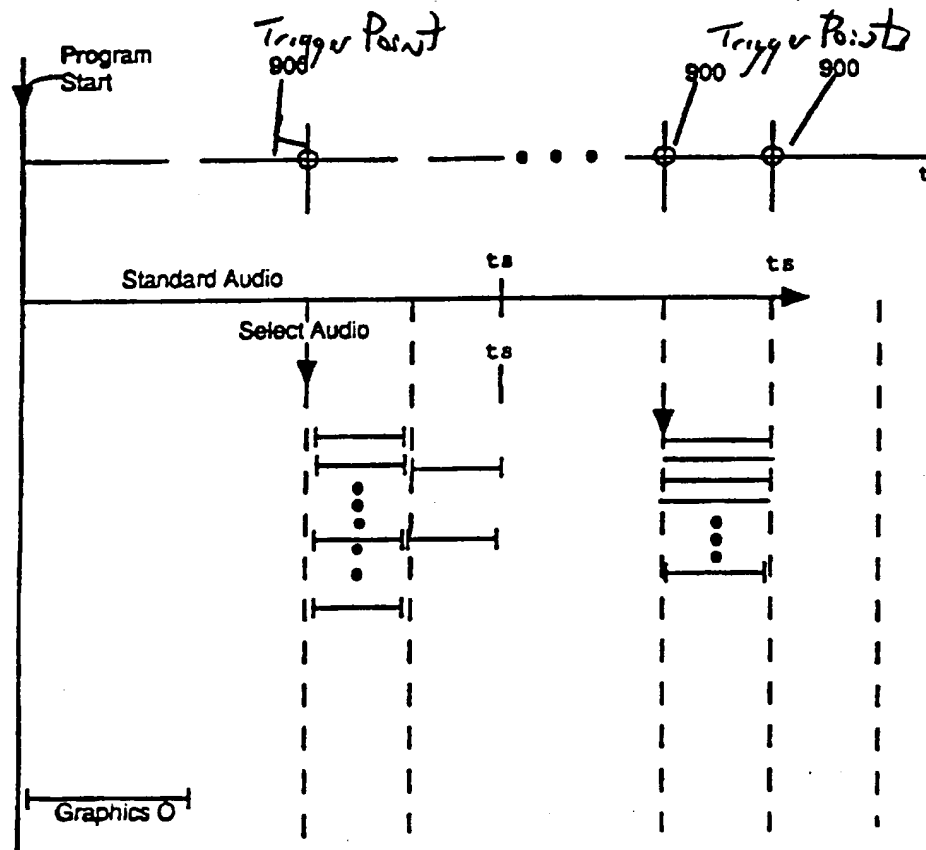 Trigger Point
Trigger Points
Program
Start
900
900
900
t
Standard Audio
ts
ts
Select Audio
ts
Graphics O